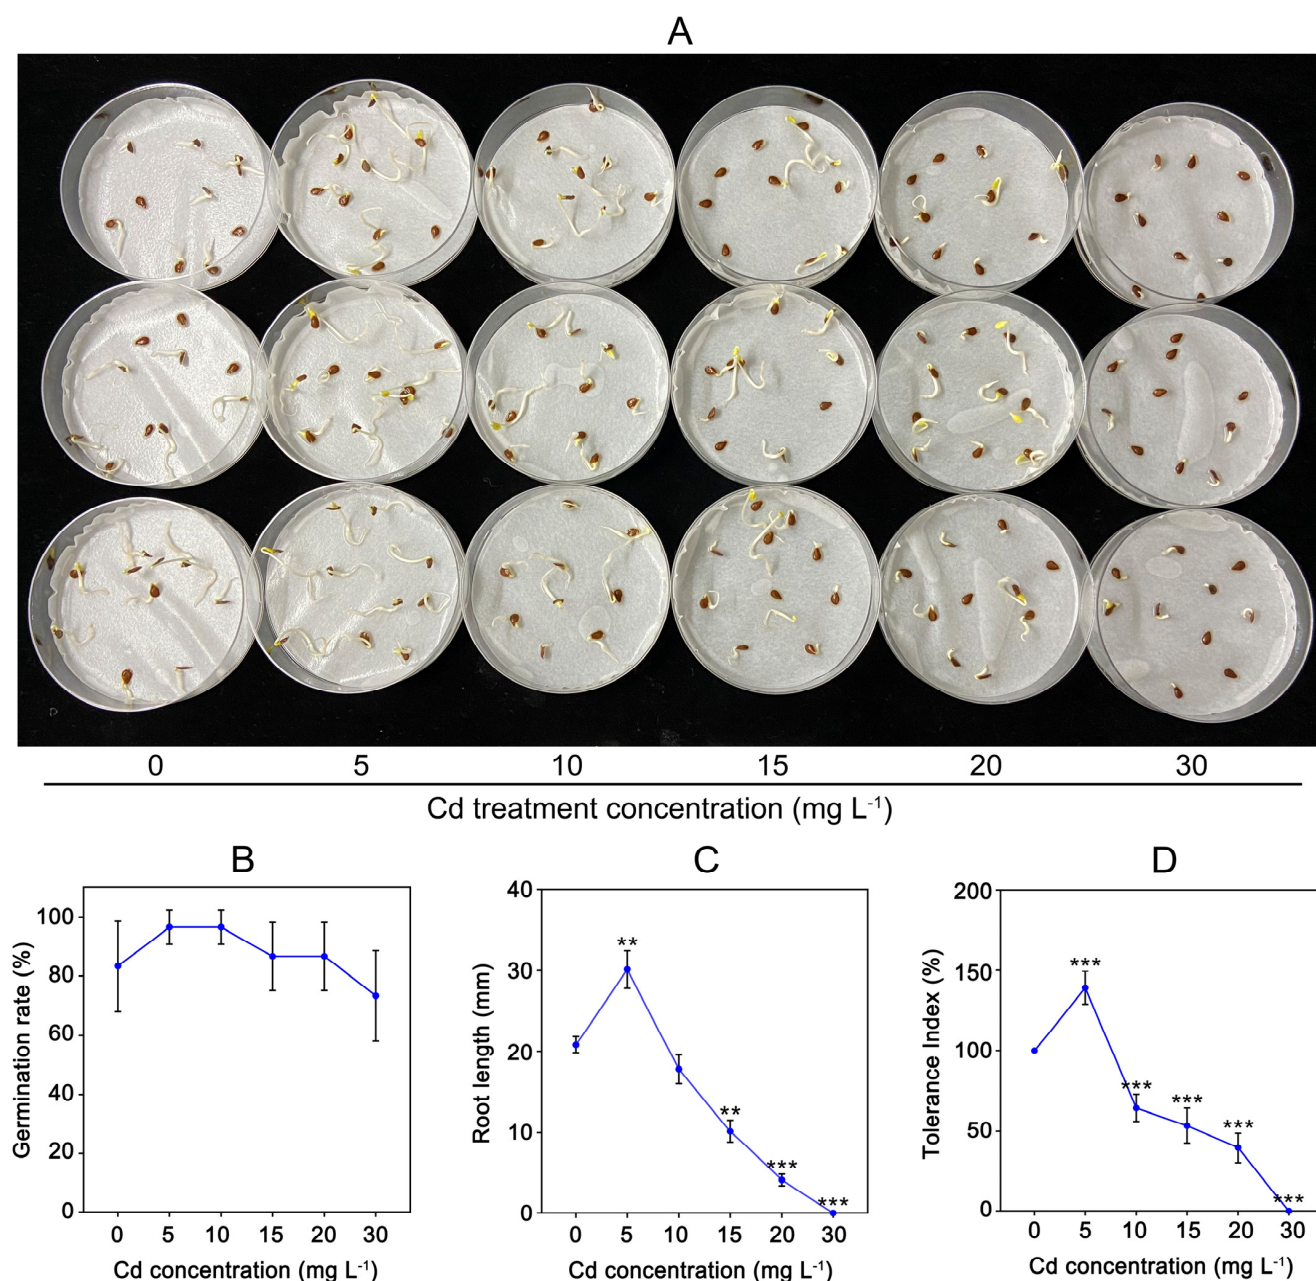 A
0 5 10 15 20 30
Cd treatment concentration (mg L⁻¹)
B
Germination rate (%)
100
80
60
40
20
0
0 5 10 15 20 30
Cd concentration (mg L⁻¹)
C
Root length (mm)
40
30
20
10
0
**
**
***
***
0 5 10 15 20 30
Cd concentration (mg L⁻¹)
D
Tolerance Index (%)
200
150
100
50
0
***
***
***
***
***
0 5 10 15 20 30
Cd concentration (mg L⁻¹)